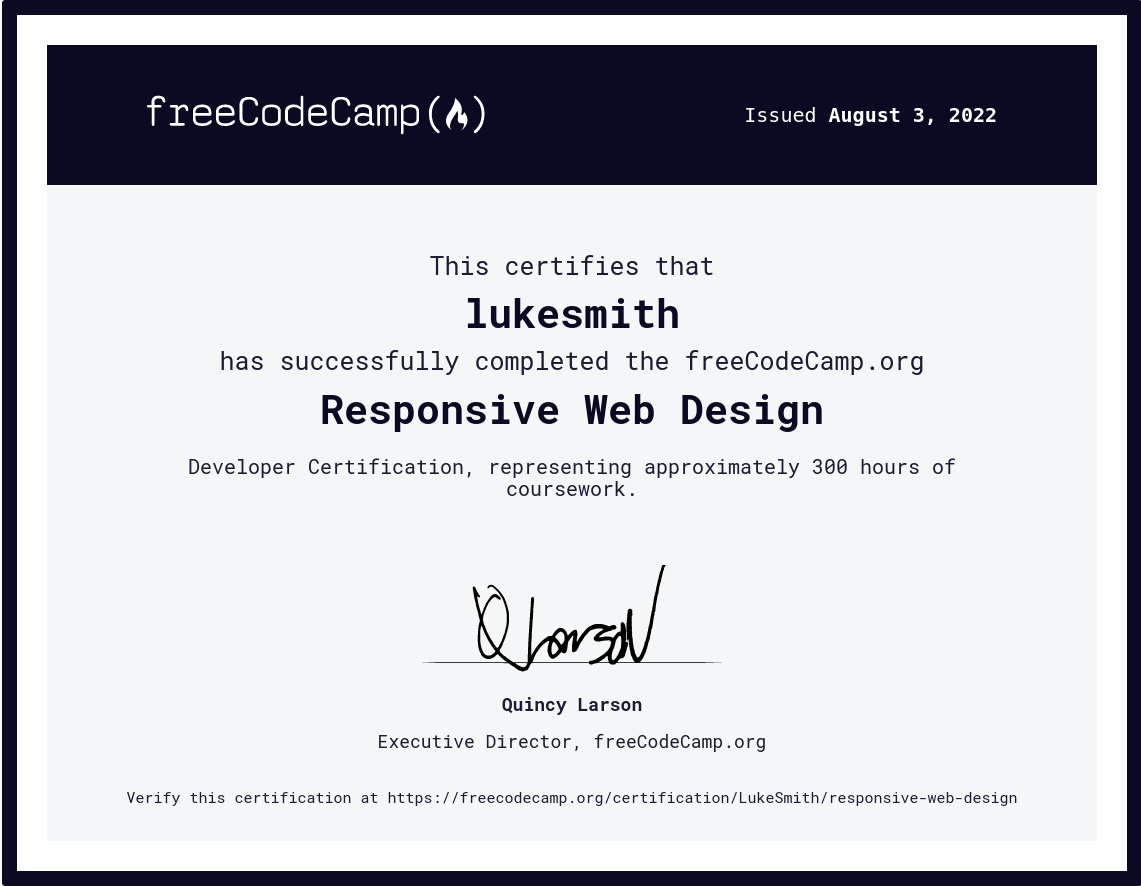 freeCodeCamp(🔥)
Issued August 3, 2022
This certifies that
lukesmith
has successfully completed the freeCodeCamp.org
Responsive Web Design
Developer Certification, representing approximately 300 hours of
coursework.
Q Larson
Quincy Larson
Executive Director, freeCodeCamp.org
Verify this certification at https://freecodecamp.org/certification/LukeSmith/responsive-web-design